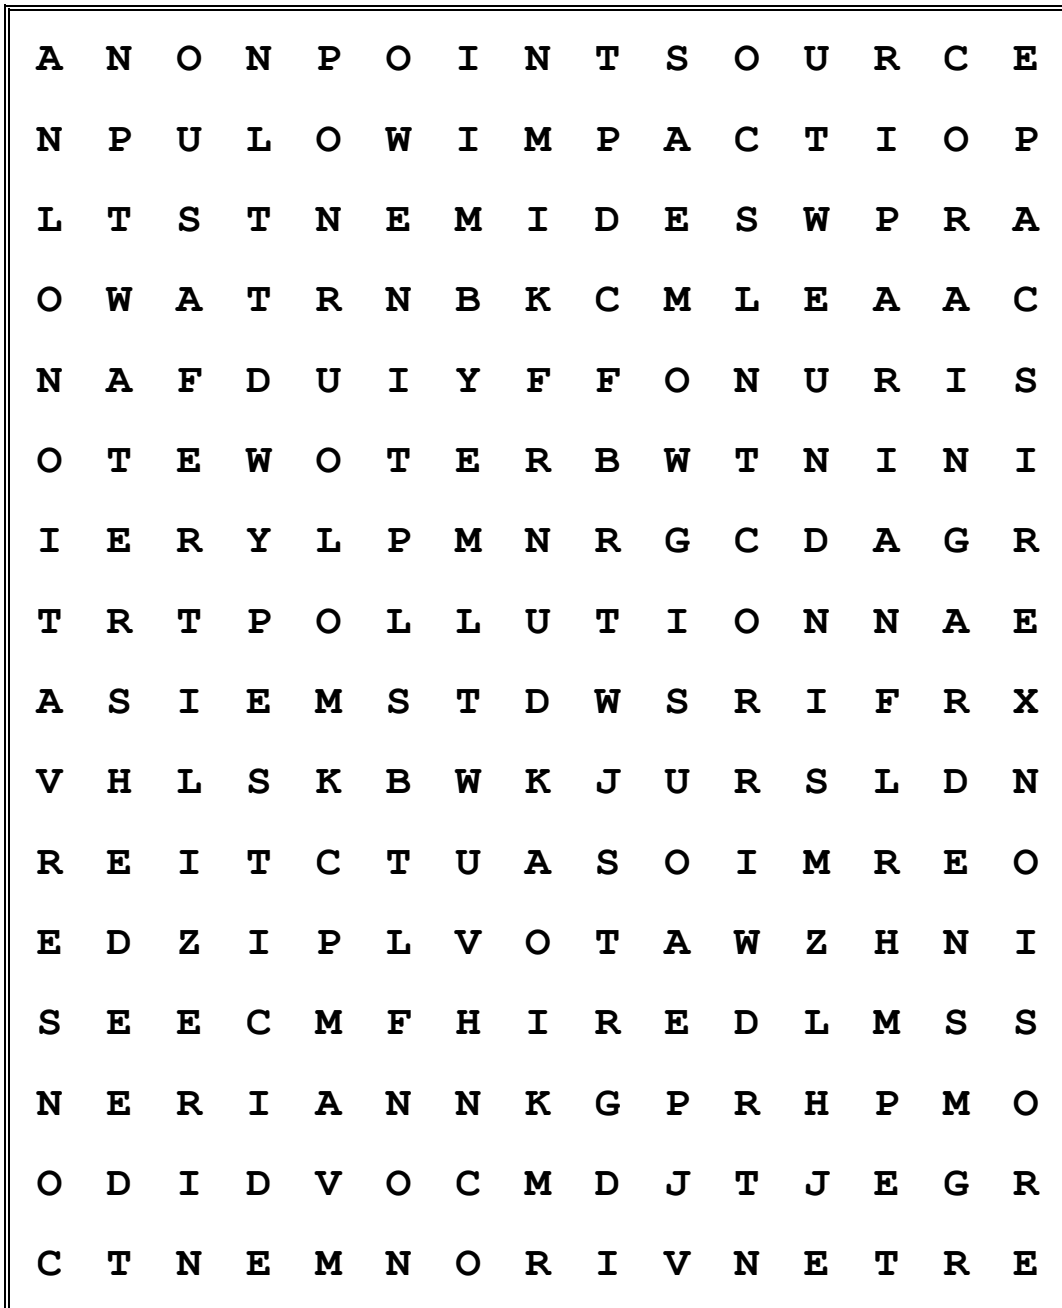 A N O N P O I N T S O U R C E
N P U L O W I M P A C T I O P
L T S T N E M I D E S W P R A
O W A T R N B K C M L E A A C
N A F D U I Y F F O N U R I S
O T E W O T E R B W T N I N I
I E R Y L P M N R G C D A G R
T R T P O L L U T I O N N A E
A S I E M S T D W S R I F R X
V H L S K B W K J U R S L D N
R E I T C T U A S O I M R E O
E D Z I P L V O T A W Z H N I
S E E C M F H I R E D L M S S
N E R I A N N K G P R H P M O
O D I D V O C M D J T J E G R
C T N E M N O R I V N E T R E